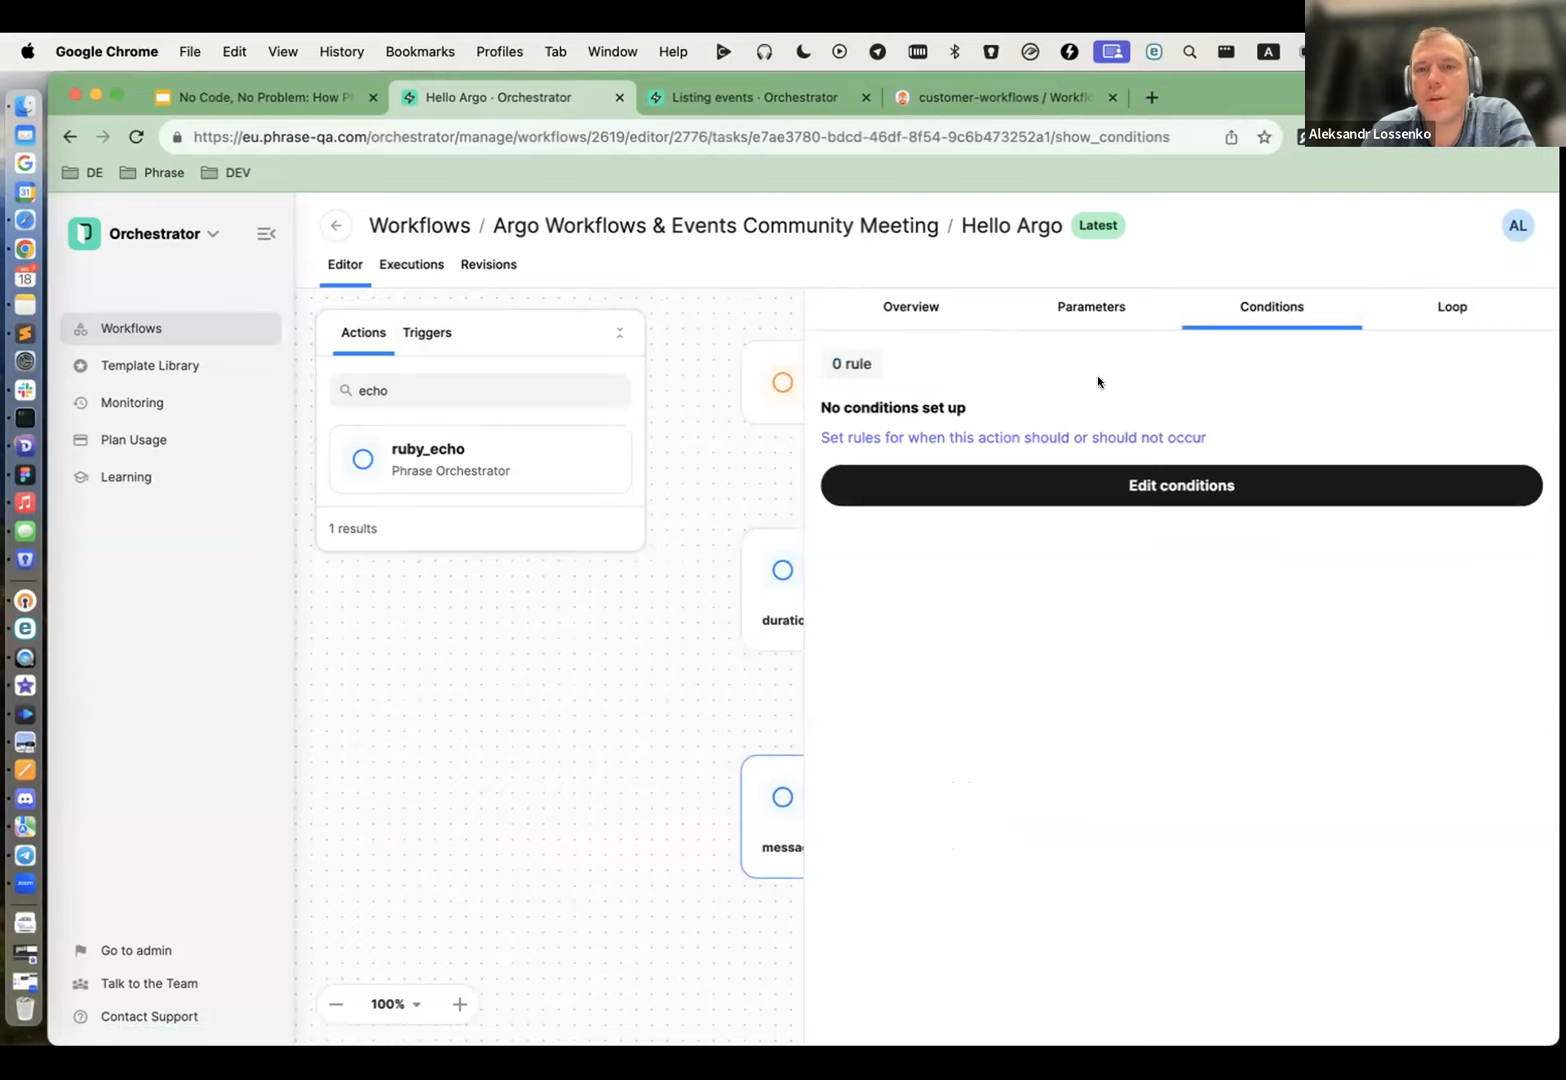 Google Chrome File Edit View History Bookmarks Profiles Tab Window Help A
Aleksandr Lossenko
No Code, No Problem: How P
Hello Argo · Orchestrator
Listing events · Orchestrator
customer-workflows / Workflo
https://eu.phrase-qa.com/orchestrator/manage/workflows/2619/editor/2776/tasks/e7ae3780-bdcd-46df-8f54-9c6b473252a1/show_conditions
DE Phrase DEV
Orchestrator
Workflows / Argo Workflows & Events Community Meeting / Hello Argo Latest
AL
Editor Executions Revisions
Workflows
Template Library
Monitoring
Plan Usage
Learning
Go to admin
Talk to the Team
Contact Support
Actions Triggers
echo
ruby_echo
Phrase Orchestrator
1 results
duratio
messag
100%
Overview Parameters Conditions Loop
0 rule
No conditions set up
Set rules for when this action should or should not occur
Edit conditions
18
zoom